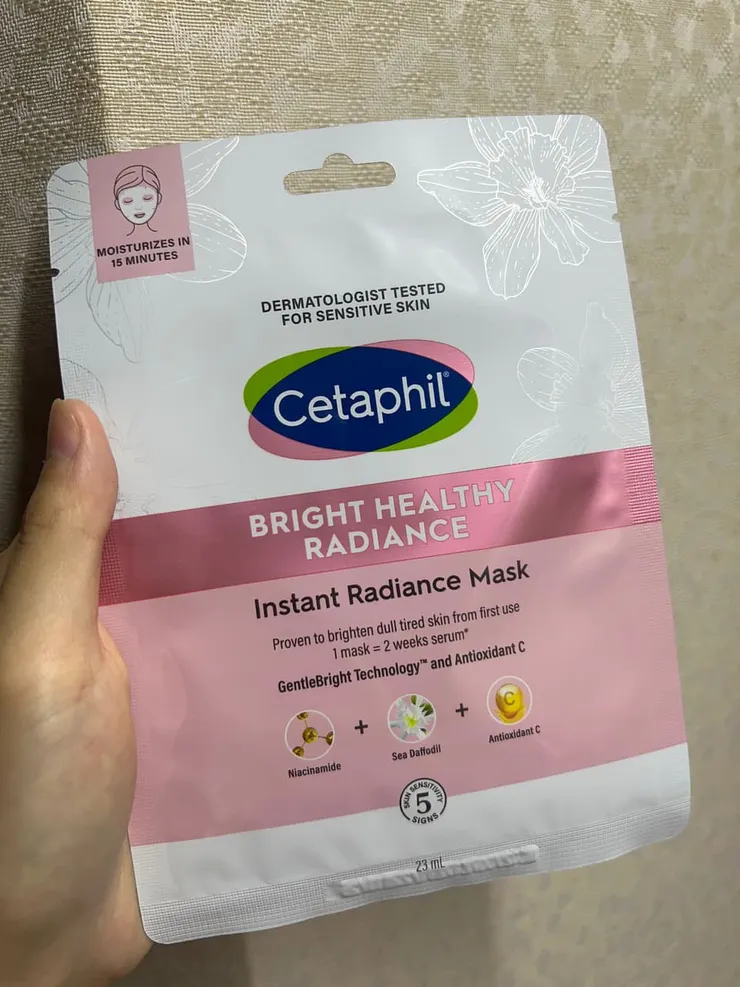 MOISTURIZES IN
15 MINUTES
DERMATOLOGIST TESTED
FOR SENSITIVE SKIN
Cetaphil®
BRIGHT HEALTHY
RADIANCE
Instant Radiance Mask
Proven to brighten dull tired skin from first use
1 mask = 2 weeks serum*
GentleBright Technology™ and Antioxidant C
C
+
+
Niacinamide
Sea Daffodil
Antioxidant C
SKIN SENSITIVITY
5
SIGNS
23 mL